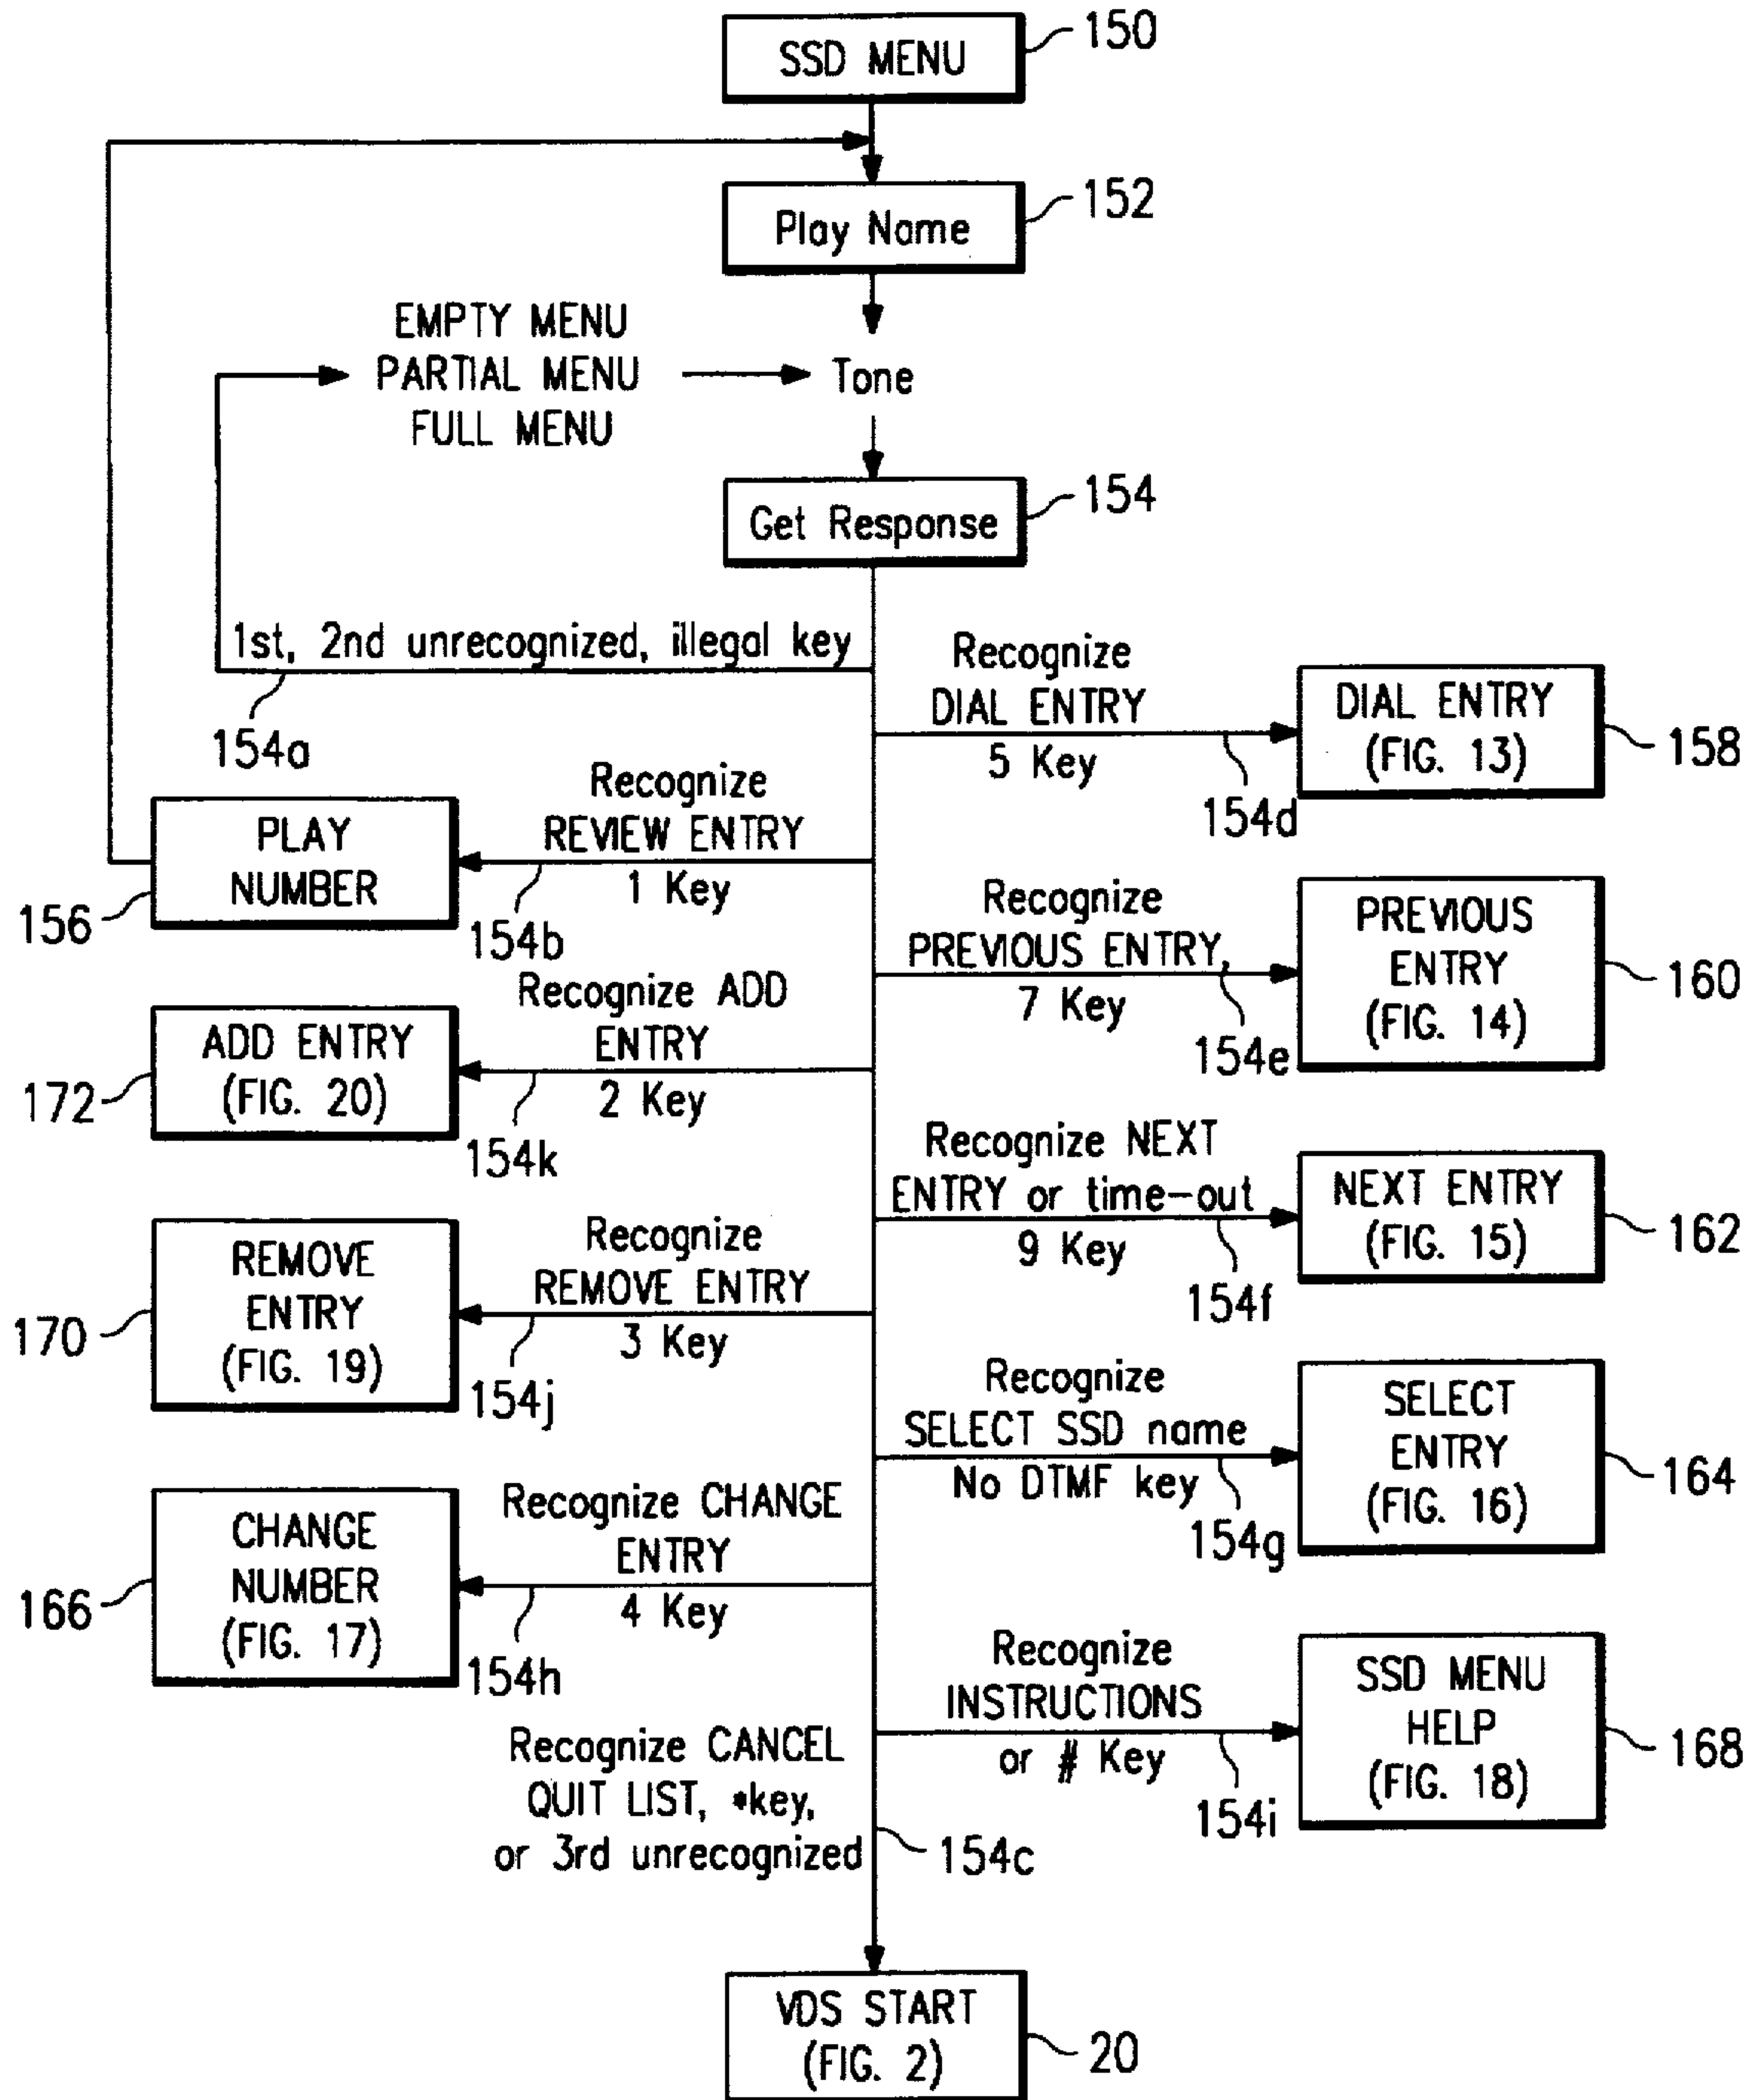 SSD MENU
150
Play Name
152
EMPTY MENU
PARTIAL MENU
FULL MENU
Tone
Get Response
154
1st, 2nd unrecognized, illegal key
154a
Recognize
DIAL ENTRY
5 Key
154d
DIAL ENTRY
(FIG. 13)
158
Recognize
REVIEW ENTRY
1 Key
154b
PLAY
NUMBER
156
Recognize
PREVIOUS ENTRY,
7 Key
154e
PREVIOUS
ENTRY
(FIG. 14)
160
Recognize ADD
ENTRY
2 Key
154k
ADD ENTRY
(FIG. 20)
172
Recognize NEXT
ENTRY or time-out
9 Key
154f
NEXT ENTRY
(FIG. 15)
162
Recognize
REMOVE ENTRY
3 Key
154j
REMOVE
ENTRY
(FIG. 19)
170
Recognize
SELECT SSD name
No DTMF key
154g
SELECT
ENTRY
(FIG. 16)
164
Recognize CHANGE
ENTRY
4 Key
154h
CHANGE
NUMBER
(FIG. 17)
166
Recognize
INSTRUCTIONS
or # Key
154i
SSD MENU
HELP
(FIG. 18)
168
Recognize CANCEL
QUIT LIST, *key,
or 3rd unrecognized
154c
VDS START
(FIG. 2)
20